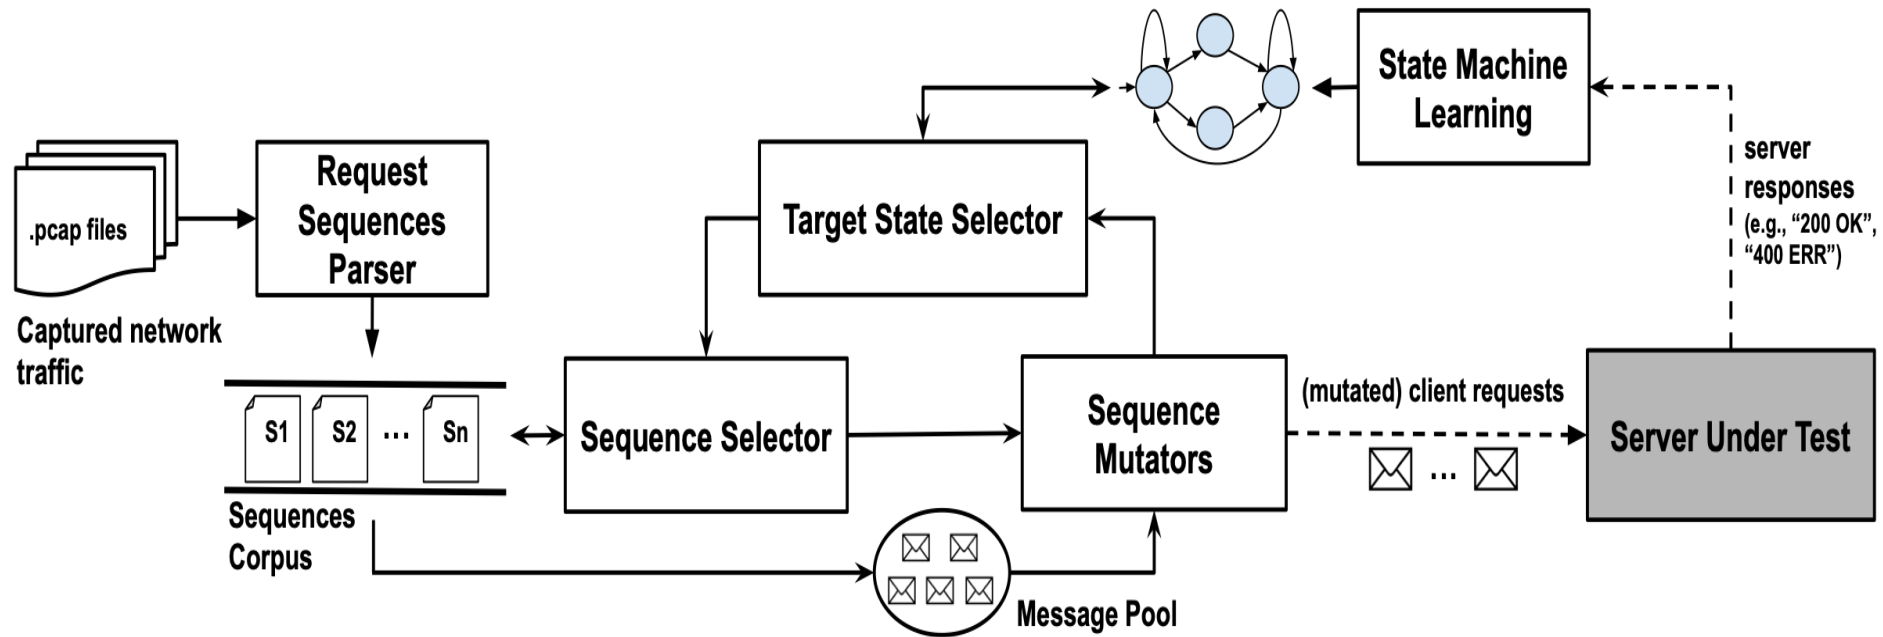 State Machine
Learning
server
responses
(e.g., “200 OK”,
“400 ERR”)
.pcap files
Captured network
traffic
Request
Sequences
Parser
Target State Selector
S1
S2
...
Sn
Sequences
Corpus
Sequence Selector
Sequence
Mutators
(mutated) client requests
...
Server Under Test
Message Pool